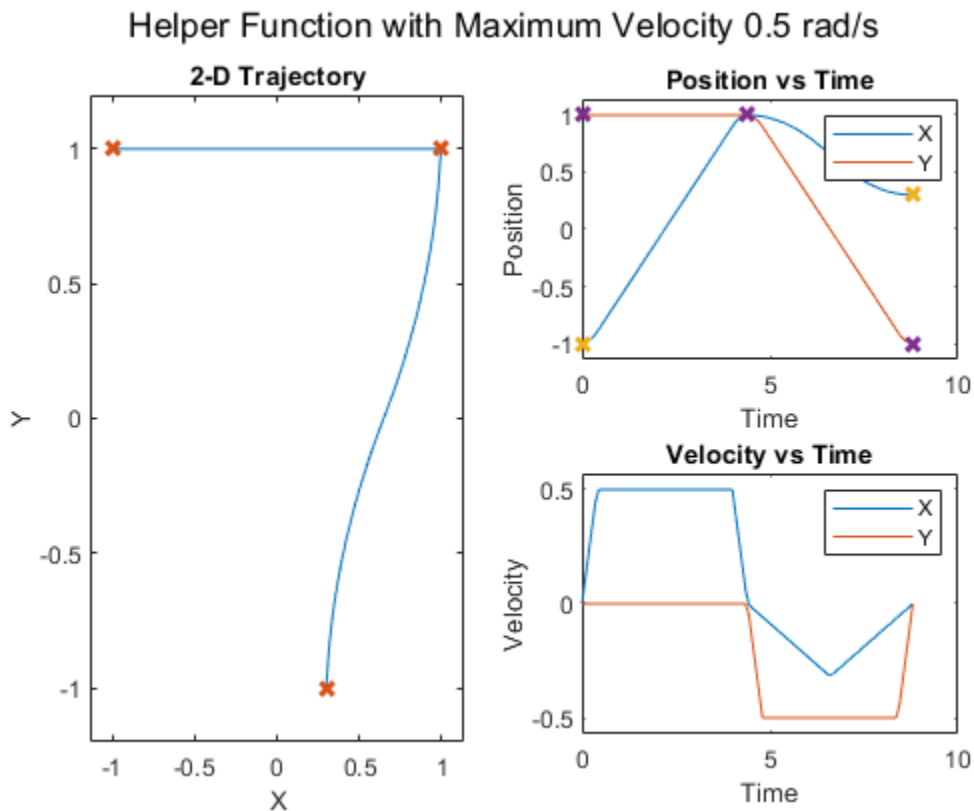 Helper Function with Maximum Velocity 0.5 rad/s
2-D Trajectory
1
0.5
0
-0.5
-1
Y
-1 -0.5 0 0.5 1
X
Position vs Time
1
0.5
0
-0.5
-1
Position
X
Y
0 5 10
Time
Velocity vs Time
0.5
0
-0.5
Velocity
X
Y
0 5 10
Time